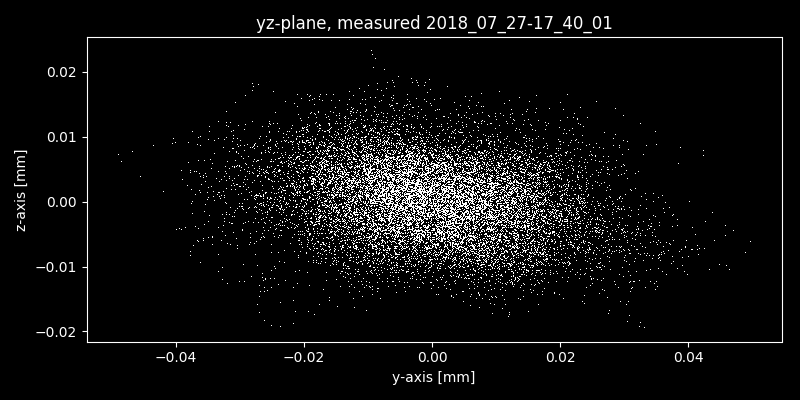 yz-plane, measured 2018_07_27-17_40_01
0.02
0.01
0.00
−0.01
−0.02
z-axis [mm]
−0.04 −0.02 0.00 0.02 0.04
y-axis [mm]